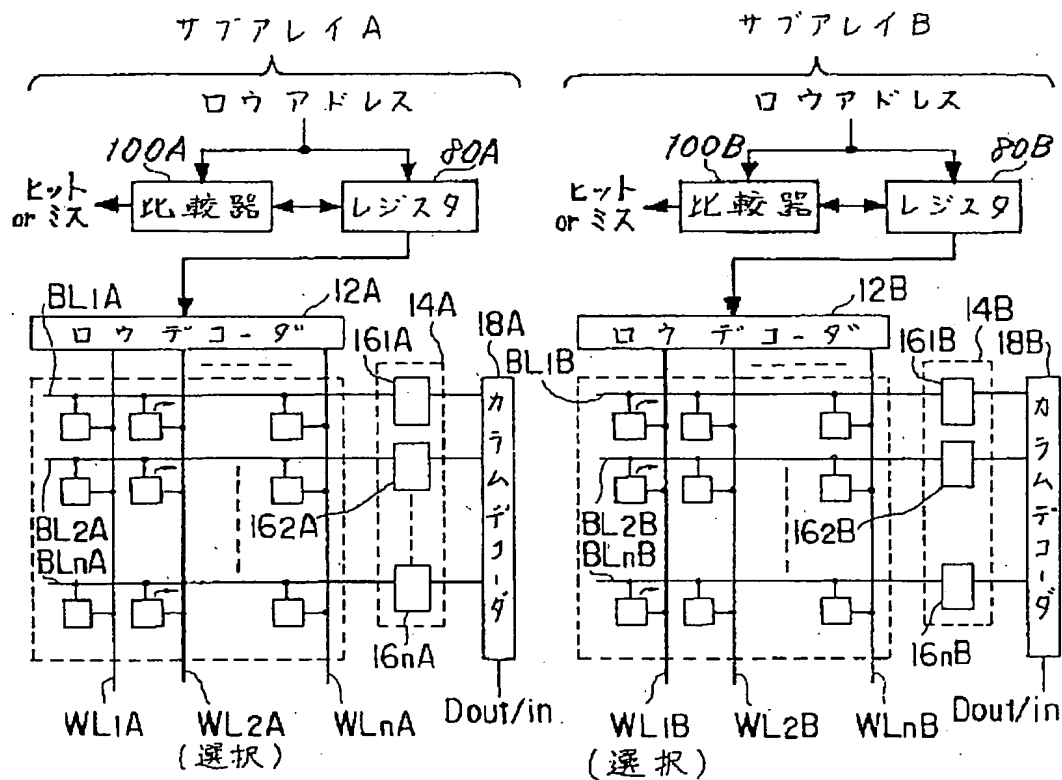 サブアレイA
ロウアドレス
100A
80A
ヒット
or ミス
比較器
レジスタ
BL1A
12A
14A
ロウデコーダ
161A
18A
カラムデコーダ
BL2A
162A
BLnA
16nA
WL1A
WL2A
WLnA
Dout/in
(選択)
サブアレイB
ロウアドレス
100B
80B
ヒット
or ミス
比較器
レジスタ
12B
14B
ロウデコーダ
161B
18B
BL1B
カラムデコーダ
BL2B
162B
BLnB
16nB
WL1B
WL2B
WLnB
Dout/in
(選択)